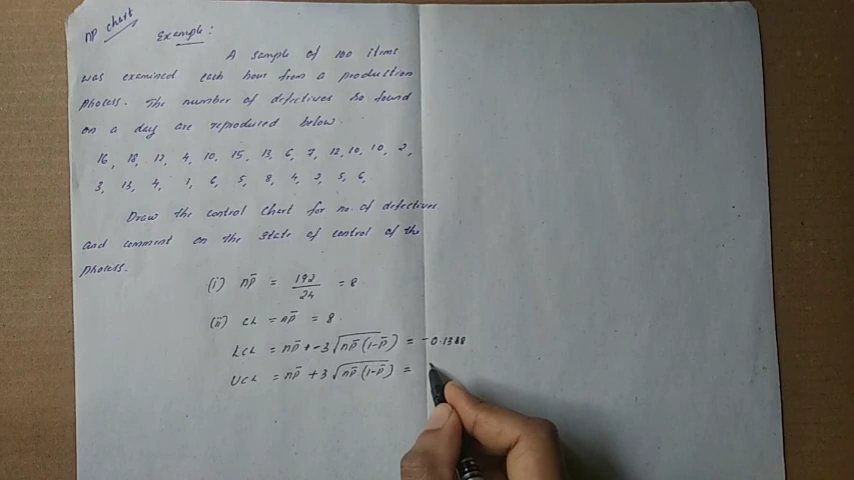 NP chart
Example:
A sample of 100 items
was examined each hour from a production
process. The number of defectives so found
on a day are reproduced below.
16, 18, 12, 4, 10, 15, 13, 6, 7, 12, 10, 10, 2,
3, 13, 4, 1, 6, 5, 8, 4, 2, 5, 6.
Draw the control chart for no. of defectives
and comment on the state of control of the
process.
(i) np̄ = 192/24 = 8.
(ii) CL = np̄ = 8.
LCL = np̄ + -3√np̄(1-p̄) = -0.1388
UCL = np̄ + 3√np̄(1-p̄) =